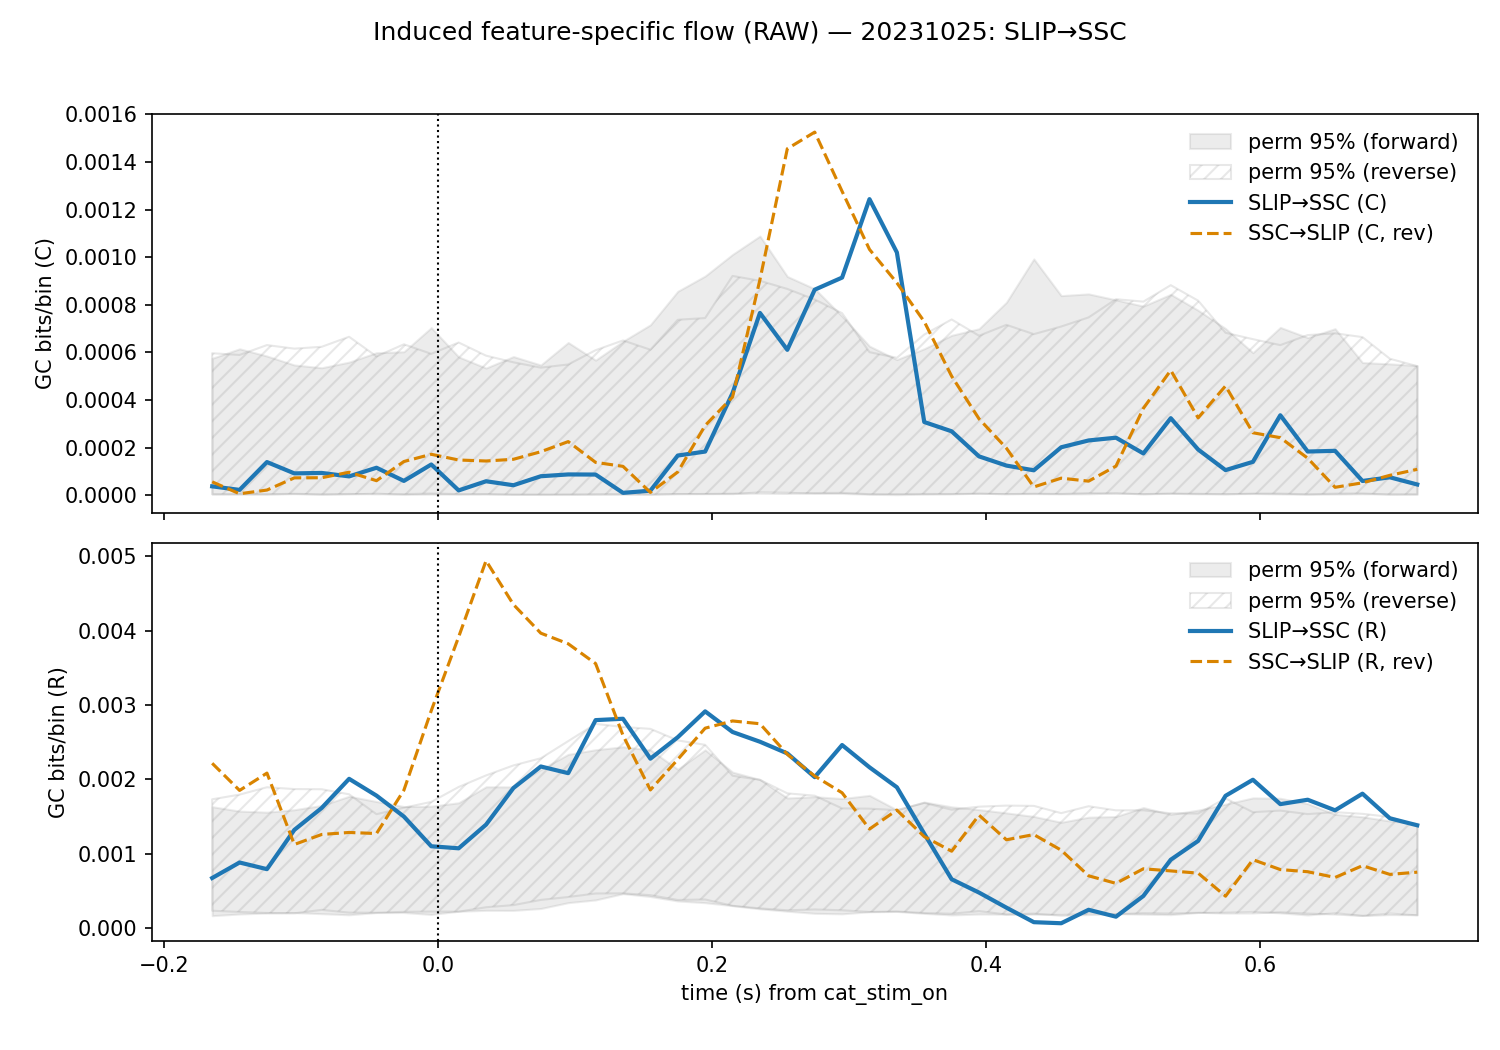 Induced feature-specific flow (RAW) — 20231025: SLIP→SSC
GC bits/bin (C)
0.0016
0.0014
0.0012
0.0010
0.0008
0.0006
0.0004
0.0002
0.0000
perm 95% (forward)
perm 95% (reverse)
SLIP→SSC (C)
SSC→SLIP (C, rev)
GC bits/bin (R)
0.005
0.004
0.003
0.002
0.001
0.000
perm 95% (forward)
perm 95% (reverse)
SLIP→SSC (R)
SSC→SLIP (R, rev)
−0.2 0.0 0.2 0.4 0.6
time (s) from cat_stim_on